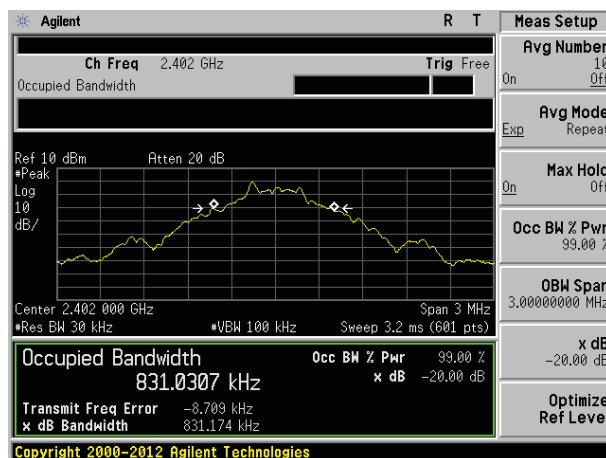 Agilent R T Meas Setup
Ch Freq 2.402 GHz Trig Free
Occupied Bandwidth
Avg Number
10
On Off
Avg Mode
Exp Repeat
Max Hold
On Off
Occ BW % Pwr
99.00 %
OBW Span
3.00000000 MHz
x dB
-20.00 dB
Optimize
Ref Level
Ref 10 dBm Atten 20 dB
#Peak
Log
10
dB/
Center 2.402 000 GHz Span 3 MHz
#Res BW 30 kHz #VBW 100 kHz Sweep 3.2 ms (601 pts)
Occupied Bandwidth Occ BW % Pwr 99.00 %
831.0307 kHz x dB -20.00 dB
Transmit Freq Error -8.709 kHz
x dB Bandwidth 831.174 kHz
Copyright 2000-2012 Agilent Technologies